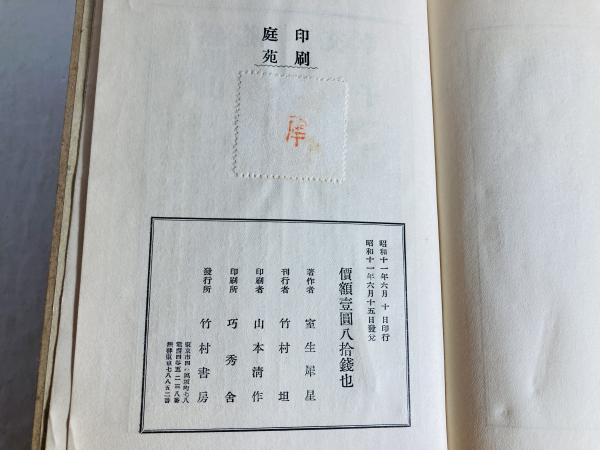 印刷
庭苑
昭和十一年六月十日印行
昭和十一年六月十五日發兌
價額壹圓八拾錢也
著作者 室生犀星
刊行者 竹村坦
印刷者 山本清作
印刷所 巧秀舍
發行所 竹村書房